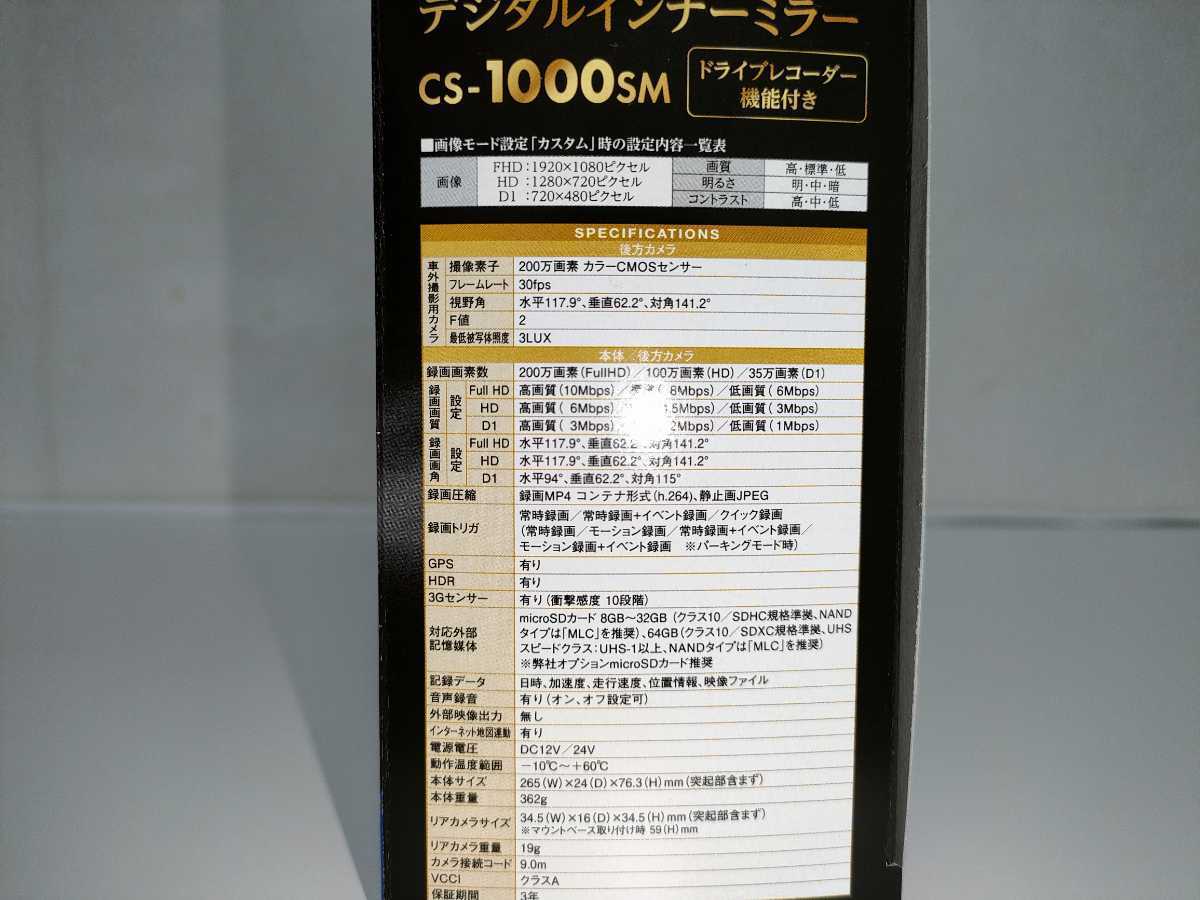 デジタルインナーミラー
CS-1000SM
ドライブレコーダー
機能付き
■画像モード設定「カスタム」時の設定内容一覧表
画像
FHD：1920×1080ピクセル
HD：1280×720ピクセル
D1：720×480ピクセル
画質 高・標準・低
明るさ 明・中・暗
コントラスト 高・中・低
SPECIFICATIONS
後方カメラ
車外撮影用カメラ
撮像素子 200万画素 カラーCMOSセンサー
フレームレート 30fps
視野角 水平117.9°、垂直62.2°、対角141.2°
F値 2
最低被写体照度 3LUX
本体／後方カメラ
録画画素数 200万画素（FullHD）／100万画素（HD）／35万画素（D1）
録画画質 設定
Full HD 高画質（10Mbps）／ 8Mbps）／低画質（ 6Mbps）
HD 高画質（ 6Mbps）／ .5Mbps）／低画質（ 3Mbps）
D1 高画質（ 3Mbps） 2Mbps）／低画質（1Mbps）
録画画角 設定
Full HD 水平117.9°、垂直62.2°、対角141.2°
HD 水平117.9°、垂直62.2°、対角141.2°
D1 水平94°、垂直62.2°、対角115°
録画圧縮 録画MP4 コンテナ形式（h.264）、静止画JPEG
録画トリガ
常時録画／常時録画+イベント録画／クイック録画
（常時録画／モーション録画／常時録画+イベント録画／
モーション録画+イベント録画 ※パーキングモード時）
GPS 有り
HDR 有り
3Gセンサー 有り（衝撃感度 10段階）
対応外部
記憶媒体
microSDカード 8GB～32GB（クラス10／SDHC規格準拠、NAND
タイプは「MLC」を推奨）、64GB（クラス10／SDXC規格準拠、UHS
スピードクラス：UHS-1以上、NANDタイプは「MLC」を推奨）
※弊社オプションmicroSDカード推奨
記録データ 日時、加速度、走行速度、位置情報、映像ファイル
音声録音 有り（オン、オフ設定可）
外部映像出力 無し
インターネット地図連動 有り
電源電圧 DC12V／24V
動作温度範囲 −10℃～＋60℃
本体サイズ 265（W）×24（D）×76.3（H）mm（突起部含まず）
本体重量 362g
リアカメラサイズ 34.5（W）×16（D）×34.5（H）mm（突起部含まず）
※マウントベース取り付け時 59（H）mm
リアカメラ重量 19g
カメラ接続コード 9.0m
VCCI クラスA
保証期間 3年